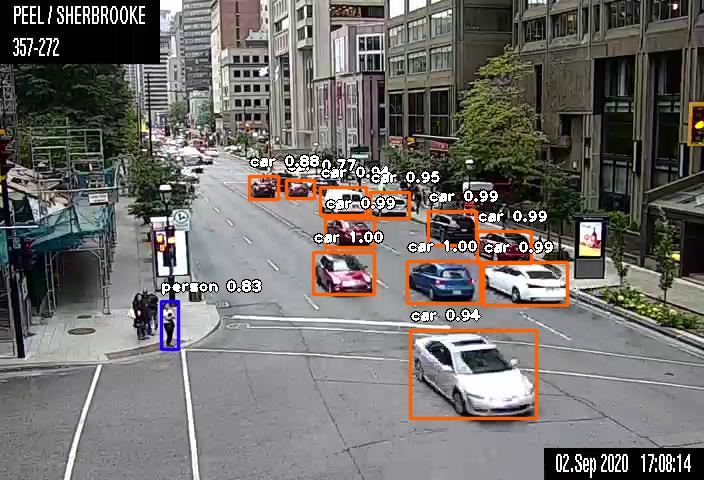 PEEL / SHERBROOKE
357-272
car 0.88
0.77
car 0.95
car 0.99
car 0.99
car 0.99
car 1.00
car 1.00
car 0.99
person 0.83
car 0.94
02.Sep 2020 17:08:14